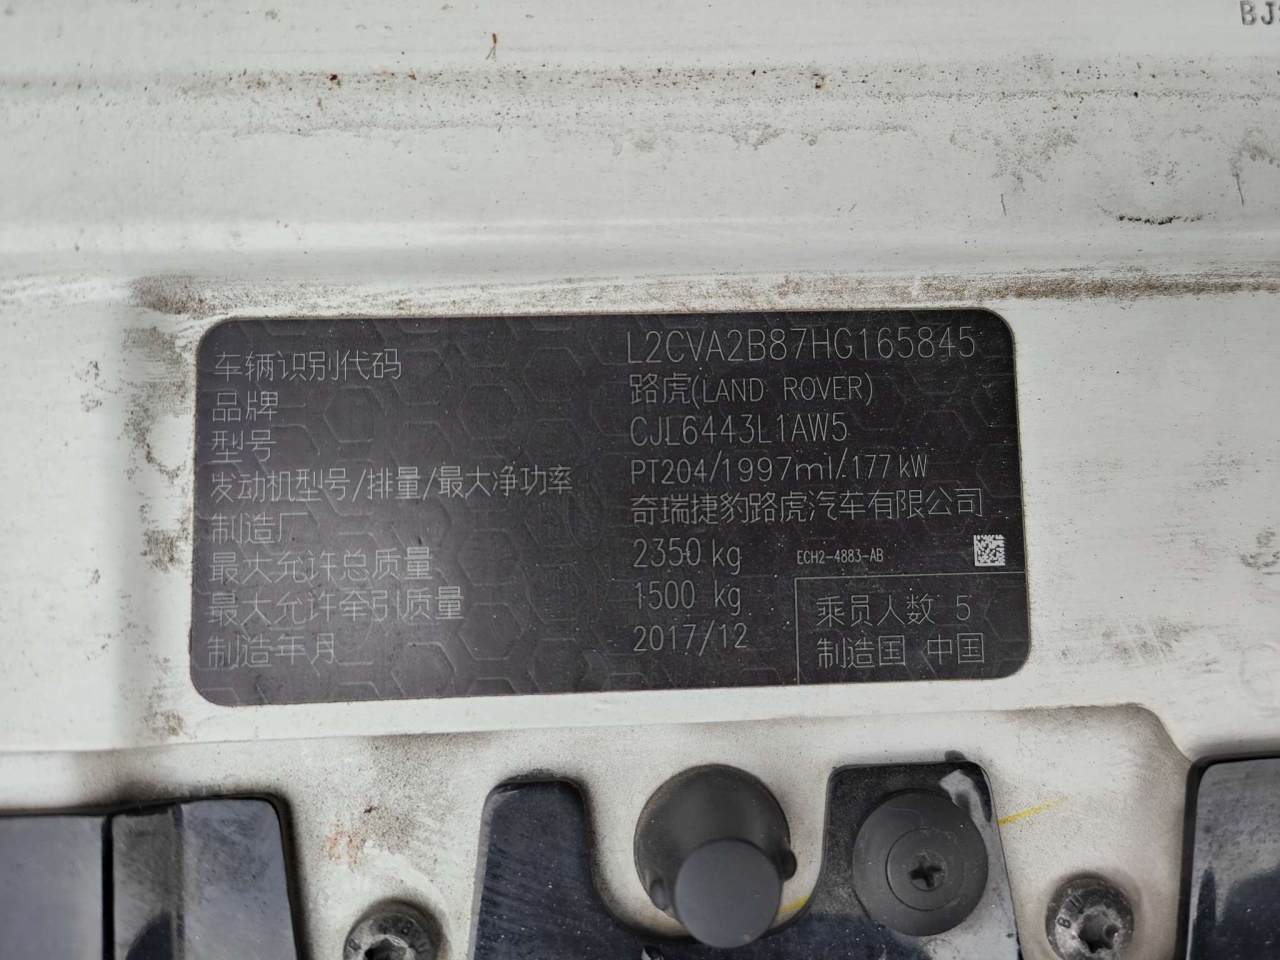 车辆识别代码 L2CVA2B87HG165845
品牌 路虎(LAND ROVER)
型号 CJL6443L1AW5
发动机型号/排量/最大净功率 PT204/1997ml/177kW
制造厂 奇瑞捷豹路虎汽车有限公司
最大允许总质量 2350kg ECH2-4883-AB
最大允许牵引质量 1500 kg
乘员人数 5
制造年月 2017/12
制造国 中国